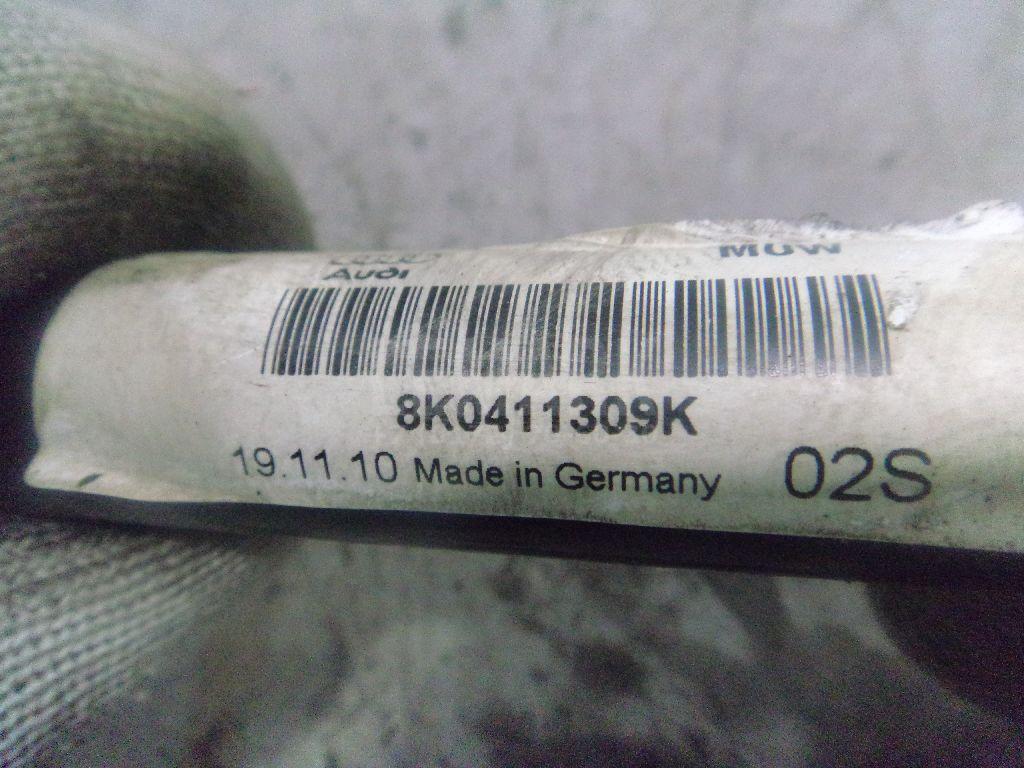 Audi MUW
8K0411309K
19.11.10 Made in Germany 02S